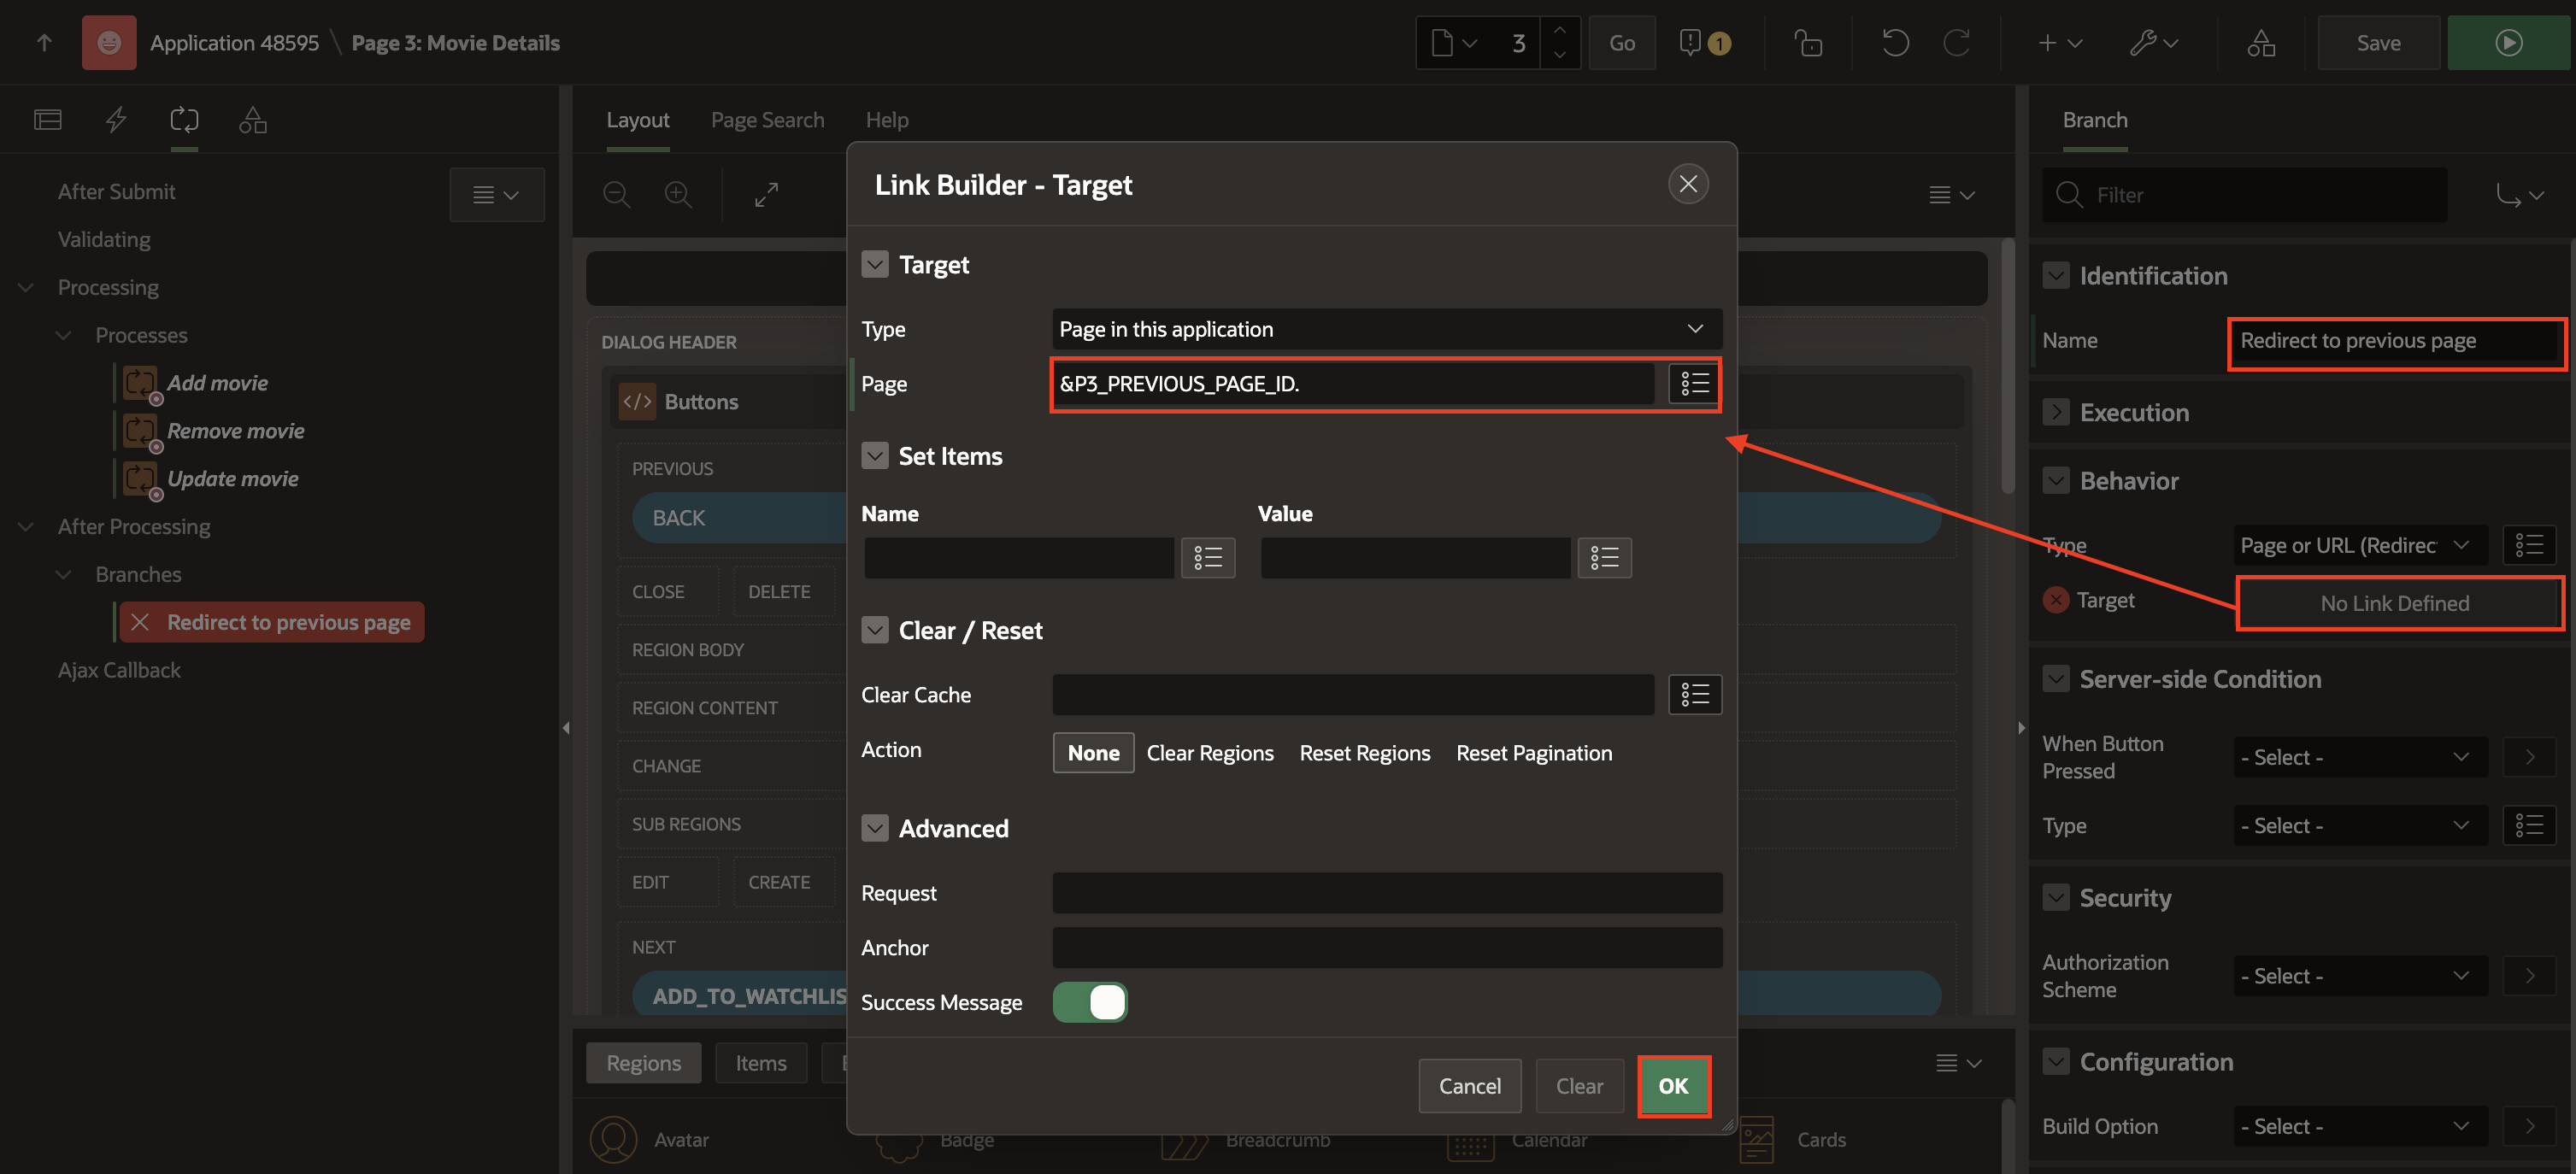 Application 48595 \ Page 3: Movie Details
3
Go
1
Save
Layout
Page Search
Help
Branch
After Submit
Validating
Processing
Processes
Add movie
Remove movie
Update movie
After Processing
Branches
Redirect to previous page
Ajax Callback
DIALOG HEADER
</> Buttons
PREVIOUS
BACK
CLOSE
DELETE
REGION BODY
REGION CONTENT
CHANGE
SUB REGIONS
EDIT
CREATE
NEXT
ADD_TO_WATCHLIS
Regions
Items
Avatar
Badge
Breadcrumb
Calendar
Cards
Link Builder - Target
Target
Type
Page in this application
Page
&P3_PREVIOUS_PAGE_ID.
Set Items
Name
Value
Clear / Reset
Clear Cache
Action
None
Clear Regions
Reset Regions
Reset Pagination
Advanced
Request
Anchor
Success Message
Cancel
Clear
OK
Filter
Identification
Name
Redirect to previous page
Execution
Behavior
Type
Page or URL (Redirec
Target
No Link Defined
Server-side Condition
When Button
Pressed
- Select -
Type
- Select -
Security
Authorization
Scheme
- Select -
Configuration
Build Option
- Select -